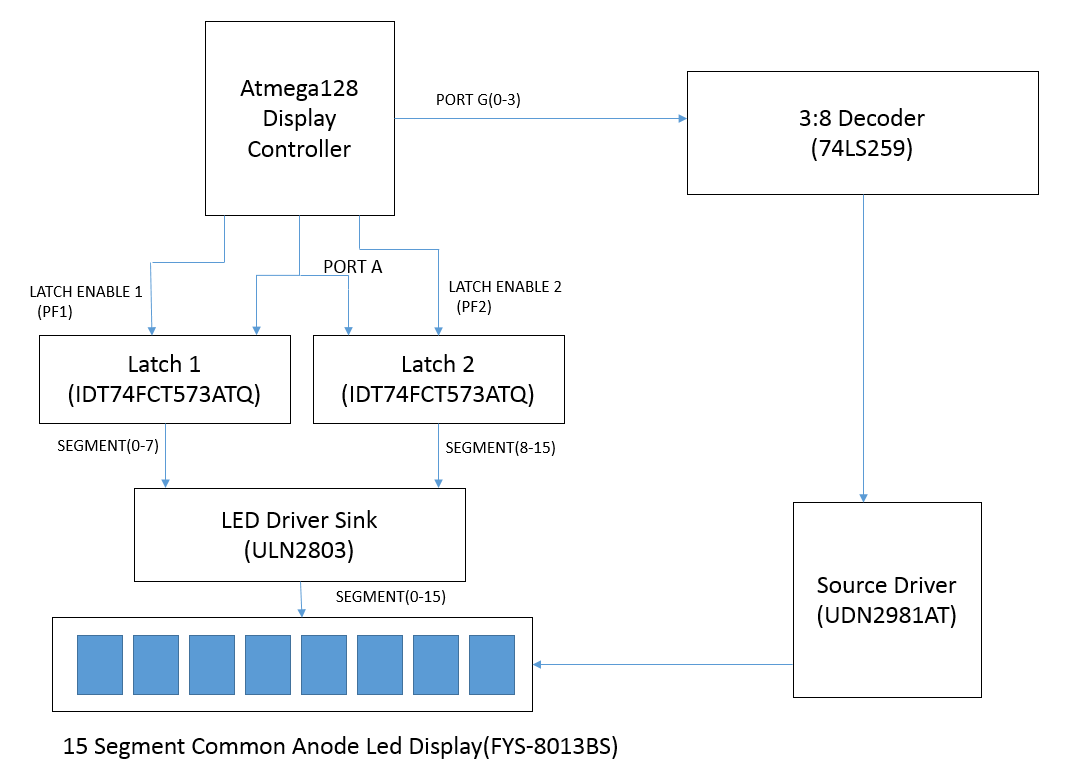 Atmega128
Display
Controller
PORT G(0-3)
3:8 Decoder
(74LS259)
PORT A
LATCH ENABLE 1
(PF1)
LATCH ENABLE 2
(PF2)
Latch 1
(IDT74FCT573ATQ)
Latch 2
(IDT74FCT573ATQ)
SEGMENT(0-7)
SEGMENT(8-15)
LED Driver Sink
(ULN2803)
Source Driver
(UDN2981AT)
SEGMENT(0-15)
15 Segment Common Anode Led Display(FYS-8013BS)